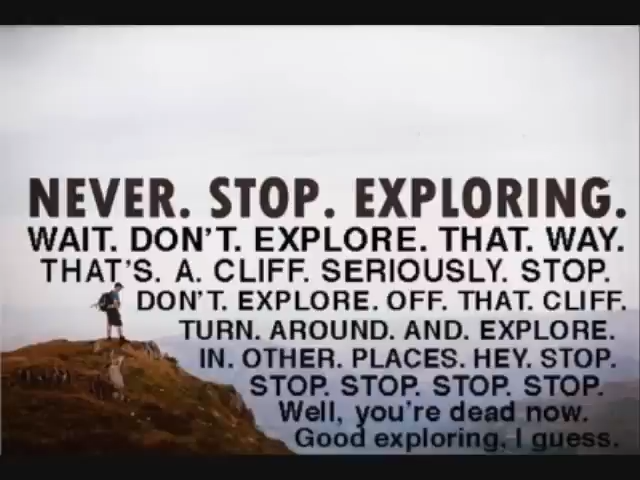 NEVER. STOP. EXPLORING.
WAIT. DON'T. EXPLORE. THAT. WAY.
THAT'S. A. CLIFF. SERIOUSLY. STOP.
DON'T. EXPLORE. OFF. THAT. CLIFF.
TURN. AROUND. AND. EXPLORE.
IN. OTHER. PLACES. HEY. STOP.
STOP. STOP. STOP. STOP.
Well, you're dead now.
Good exploring, I guess.